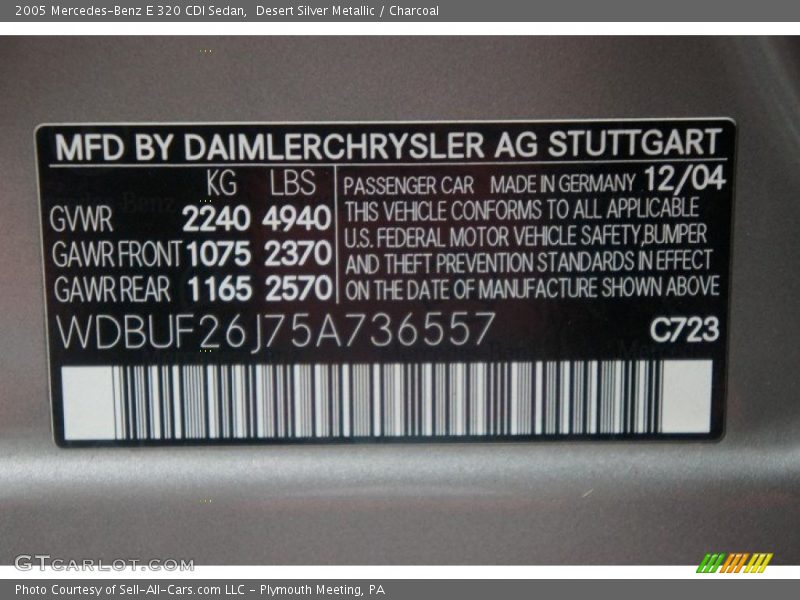 2005 Mercedes-Benz E 320 CDI Sedan, Desert Silver Metallic / Charcoal
MFD BY DAIMLERCHRYSLER AG STUTTGART
KG LBS
GVWR 2240 4940
GAWR FRONT 1075 2370
GAWR REAR 1165 2570
PASSENGER CAR MADE IN GERMANY 12/04
THIS VEHICLE CONFORMS TO ALL APPLICABLE
U.S. FEDERAL MOTOR VEHICLE SAFETY,BUMPER
AND THEFT PREVENTION STANDARDS IN EFFECT
ON THE DATE OF MANUFACTURE SHOWN ABOVE
WDBUF26J75A736557 C723
GTCARLOT.COM
Photo Courtesy of Sell-All-Cars.com LLC - Plymouth Meeting, PA